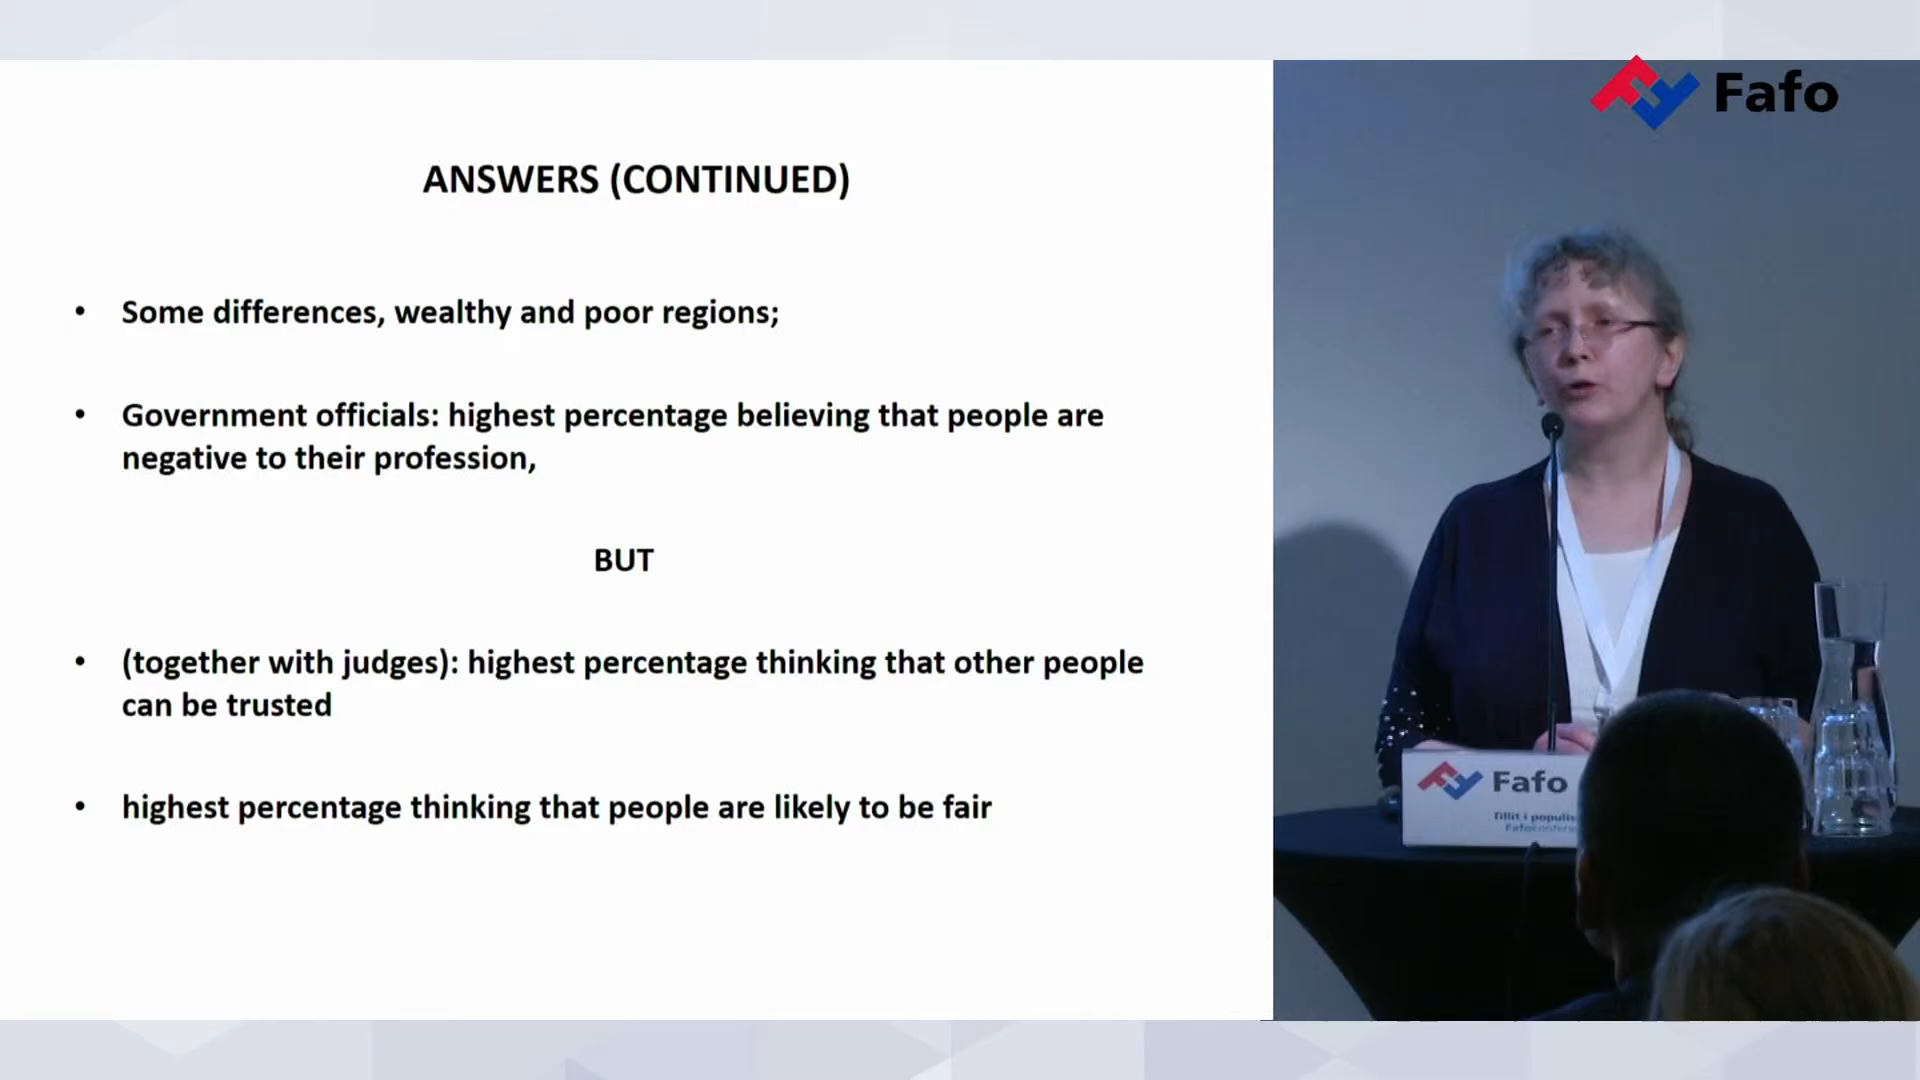 Fafo
ANSWERS (CONTINUED)
• Some differences, wealthy and poor regions;
• Government officials: highest percentage believing that people are
negative to their profession,
BUT
• (together with judges): highest percentage thinking that other people
can be trusted
• highest percentage thinking that people are likely to be fair
Fafo
Tillit i